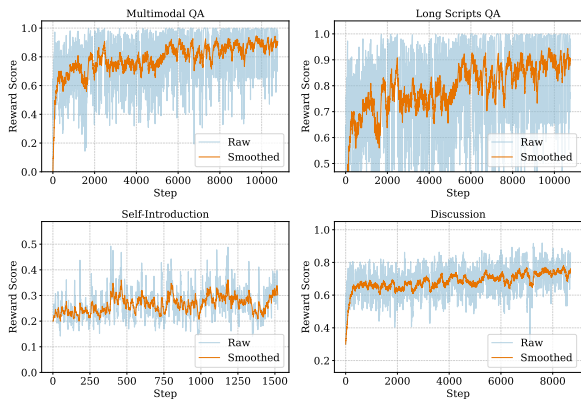 Multimodal QA
Reward Score
1.0
0.8
0.6
0.4
0.2
0.0
Raw
Smoothed
0 2000 4000 6000 8000 10000
Step
Long Scripts QA
Reward Score
1.0
0.9
0.8
0.7
0.6
0.5
Raw
Smoothed
0 2000 4000 6000 8000 10000
Step
Self-Introduction
Reward Score
0.5
0.4
0.3
0.2
0.1
0.0
Raw
Smoothed
0 250 500 750 1000 1250 1500
Step
Discussion
Reward Score
1.0
0.8
0.6
0.4
0.2
Raw
Smoothed
0 2000 4000 6000 8000
Step